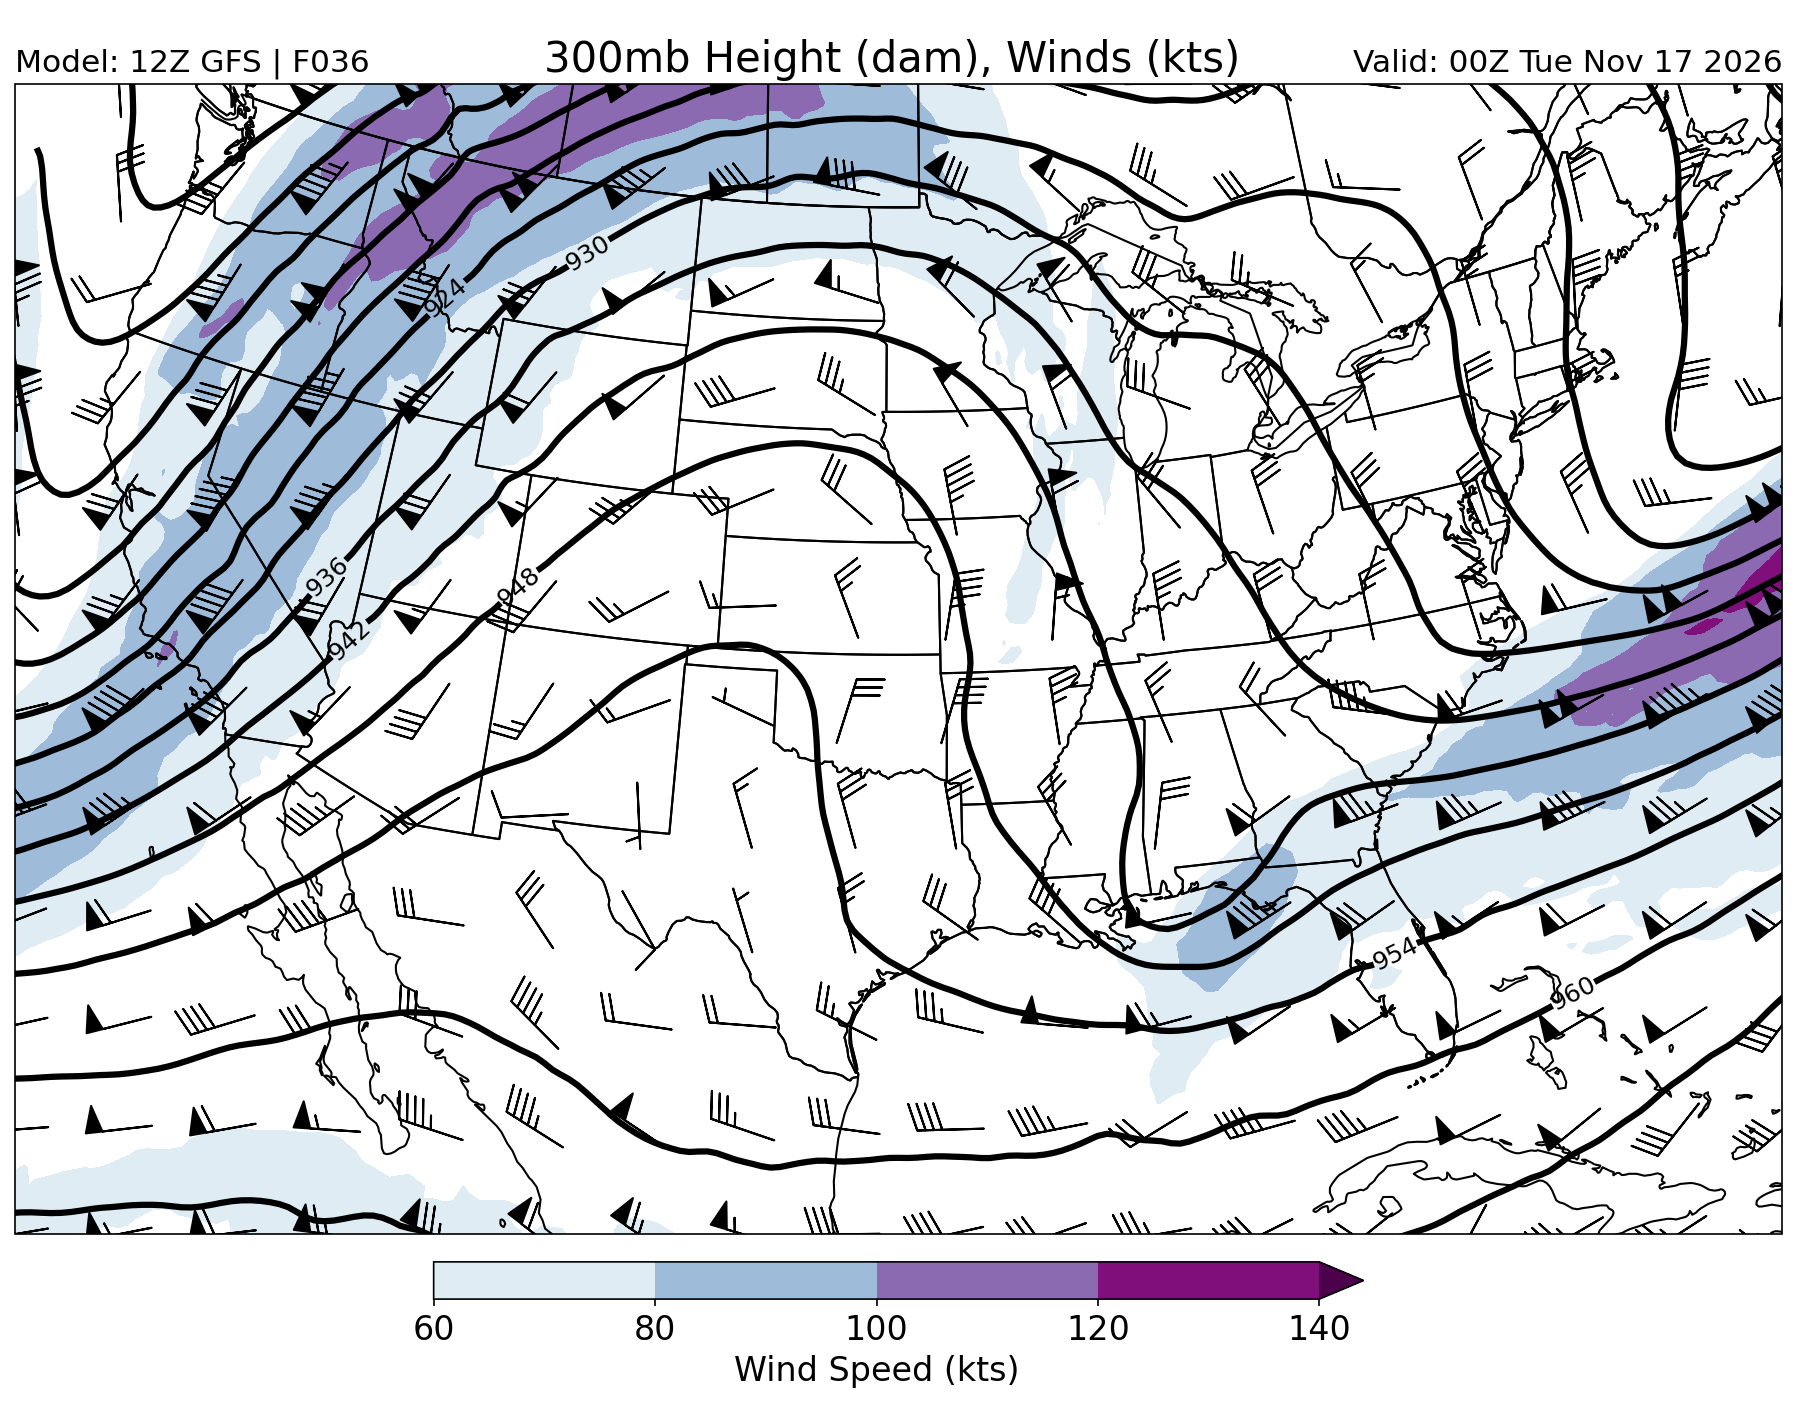 Model: 12Z GFS | F036
300mb Height (dam), Winds (kts)
Valid: 00Z Tue Nov 17 2026
930
924
936
948
942
954
960
60 80 100 120 140
Wind Speed (kts)